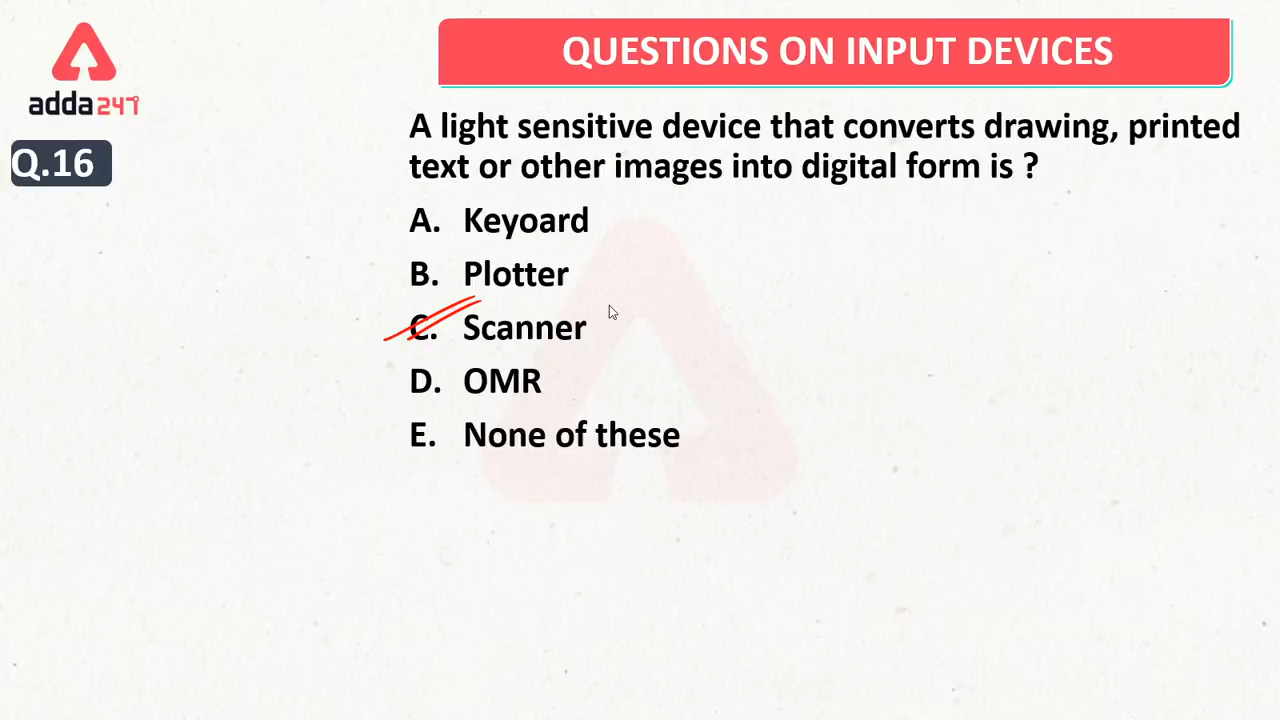 QUESTIONS ON INPUT DEVICES
adda247
Q.16
A light sensitive device that converts drawing, printed
text or other images into digital form is ?
A. Keyoard
B. Plotter
C. Scanner
D. OMR
E. None of these